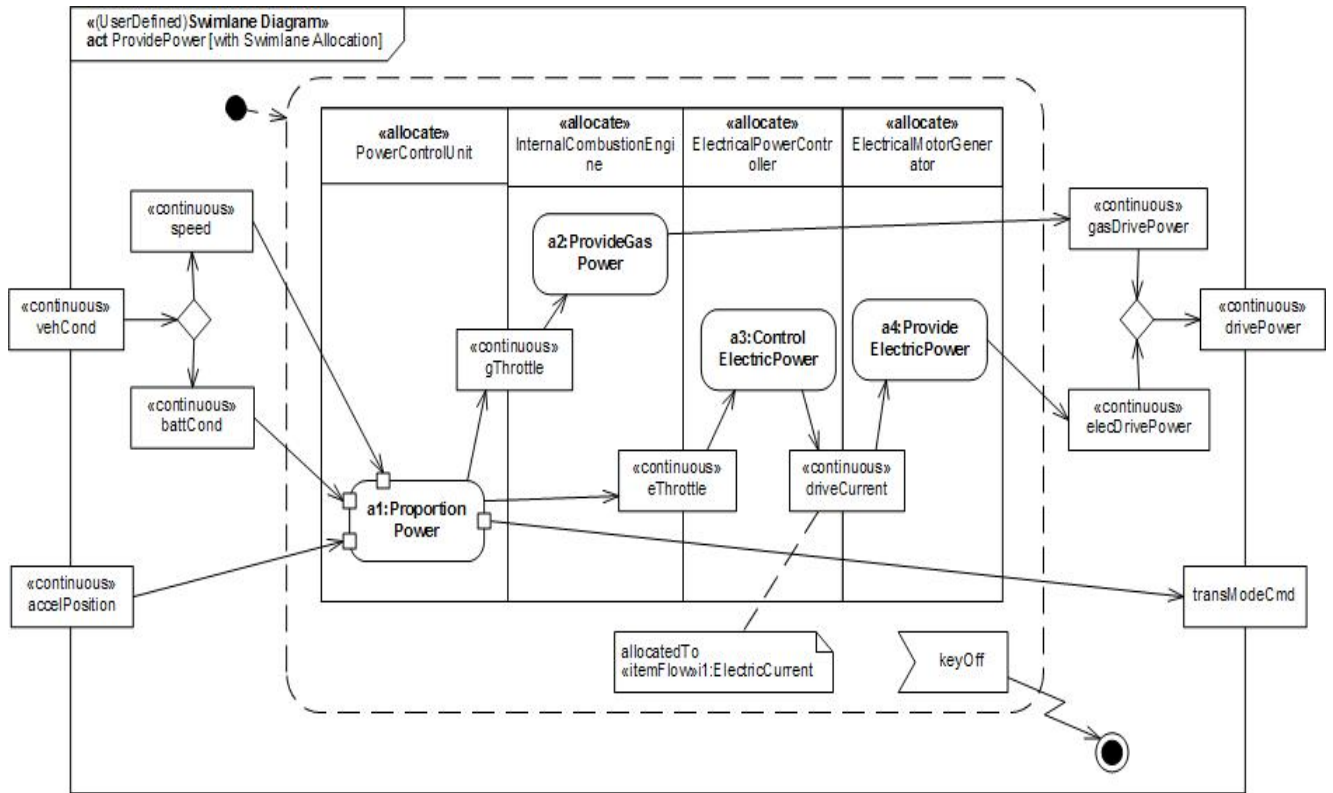 «(UserDefined) Swimlane Diagram»
act ProvidePower [with Swimlane Allocation]
«allocate»
PowerControlUnit
«allocate»
InternalCombustionEngi
ne
«allocate»
ElectricalPowerContro
ller
«allocate»
ElectricalMotorGener
ator
«continuous»
speed
«continuous»
vehCond
«continuous»
battCond
«continuous»
accelPosition
a1:Proportion
Power
«continuous»
gThrottle
a2:ProvideGas
Power
«continuous»
eThrottle
a3:Control
ElectricPower
«continuous»
driveCurrent
a4:Provide
ElectricPower
«continuous»
gasDrivePower
«continuous»
drivePower
«continuous»
elecDrivePower
transModeCmd
allocatedTo
«itemFlow»i1:ElectricCurrent
keyOff